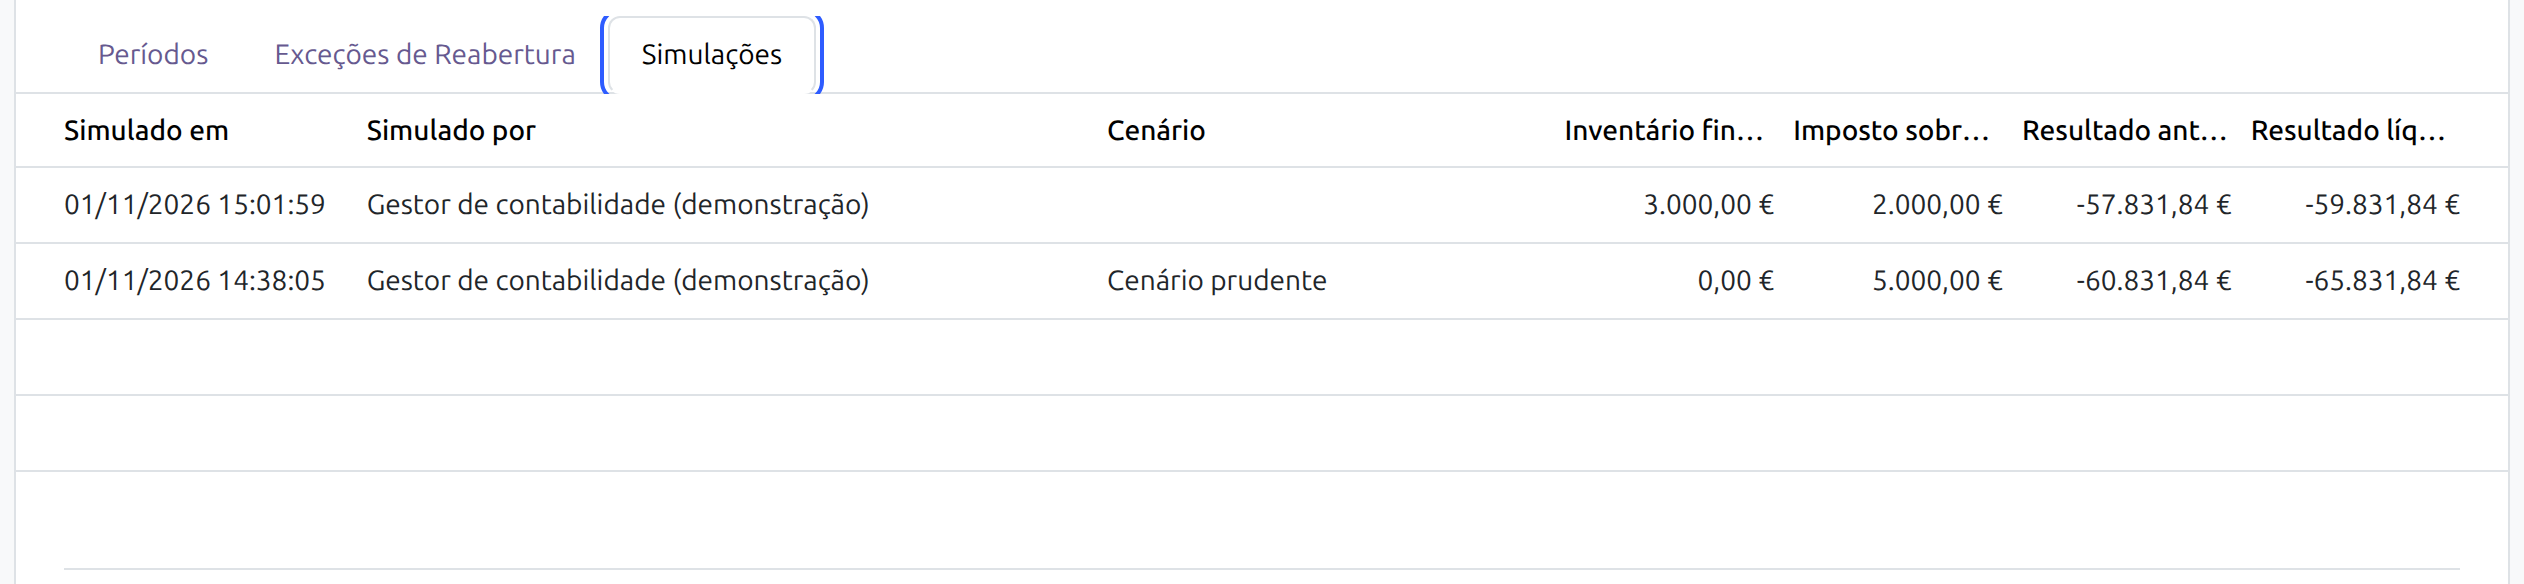 Períodos Exceções de Reabertura Simulações
Simulado em Simulado por Cenário Inventário fin... Imposto sobr... Resultado ant... Resultado líq...
01/11/2026 15:01:59 Gestor de contabilidade (demonstração) 3.000,00 € 2.000,00 € -57.831,84 € -59.831,84 €
01/11/2026 14:38:05 Gestor de contabilidade (demonstração) Cenário prudente 0,00 € 5.000,00 € -60.831,84 € -65.831,84 €